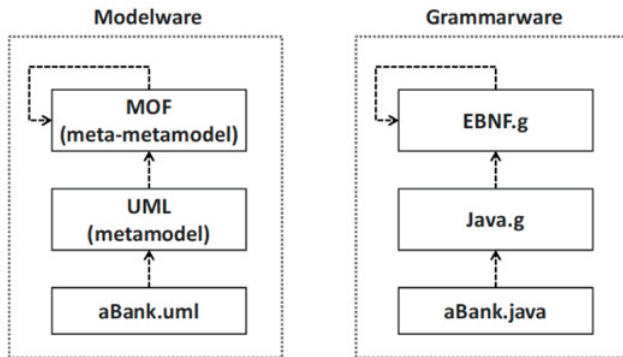 Modelware
MOF
(meta-metamodel)
UML
(metamodel)
aBank.uml
Grammarware
EBNF.g
Java.g
aBank.java